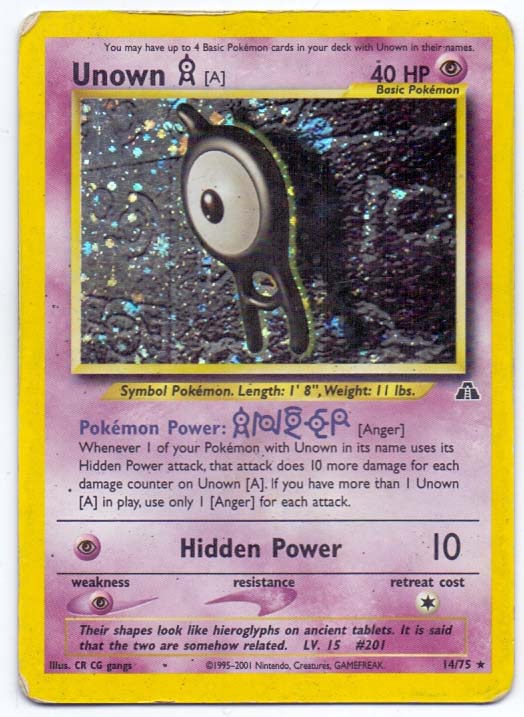 You may have up to 4 Basic Pokémon cards in your deck with Unown in their names.
Unown A [A] 40 HP
Basic Pokémon
Symbol Pokémon. Length: 1' 8", Weight: 11 lbs.
Pokémon Power: ANGER [Anger]
Whenever 1 of your Pokémon with Unown in its name uses its
Hidden Power attack, that attack does 10 more damage for each
damage counter on Unown [A]. If you have more than 1 Unown
[A] in play, use only 1 [Anger] for each attack.
Hidden Power 10
weakness resistance retreat cost
Their shapes look like hieroglyphs on ancient tablets. It is said
that the two are somehow related. LV. 15 #201
Illus. CR CG gangs ©1995-2001 Nintendo, Creatures, GAMEFREAK. 14/75 ★